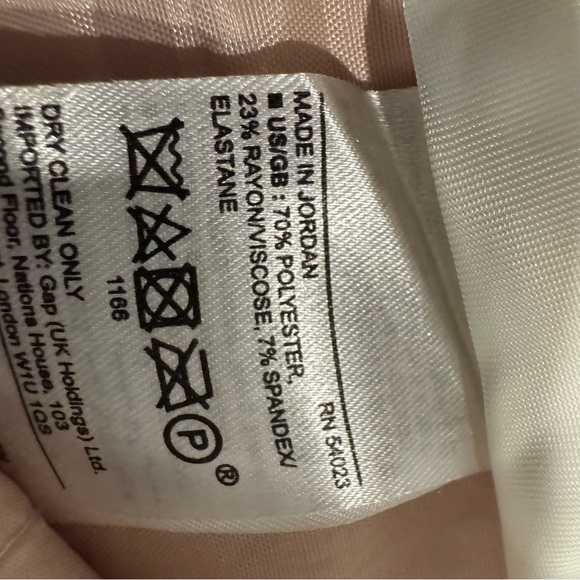 RN 54023
MADE IN JORDAN
■ US/GB : 70% POLYESTER,
23% RAYON/VISCOSE, 7% SPANDEX/
ELASTANE
P
®
1166
DRY CLEAN ONLY
IMPORTED BY: Gap (UK Holdings) Ltd.
Second Floor, Nations House, 103
London W1U 1QS